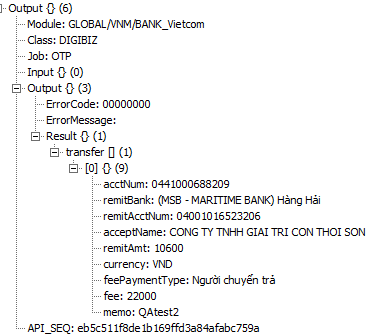 Output {} (6)
Module: GLOBAL/VNM/BANK_Vietcom
Class: DIGIBIZ
Job: OTP
Input {} (0)
Output {} (3)
ErrorCode: 00000000
ErrorMessage:
Result {} (1)
transfer [] (1)
[0] {} (9)
acctNum: 0441000688209
remitBank: (MSB - MARITIME BANK) Hàng Hải
remitAcctNum: 04001016523206
acceptName: CONG TY TNHH GIAI TRI CON THOI SON
remitAmt: 10600
currency: VND
feePaymentType: Người chuyển trả
fee: 22000
memo: QAtest2
API_SEQ: eb5c511f8de1b169ffd3a84afabc759a